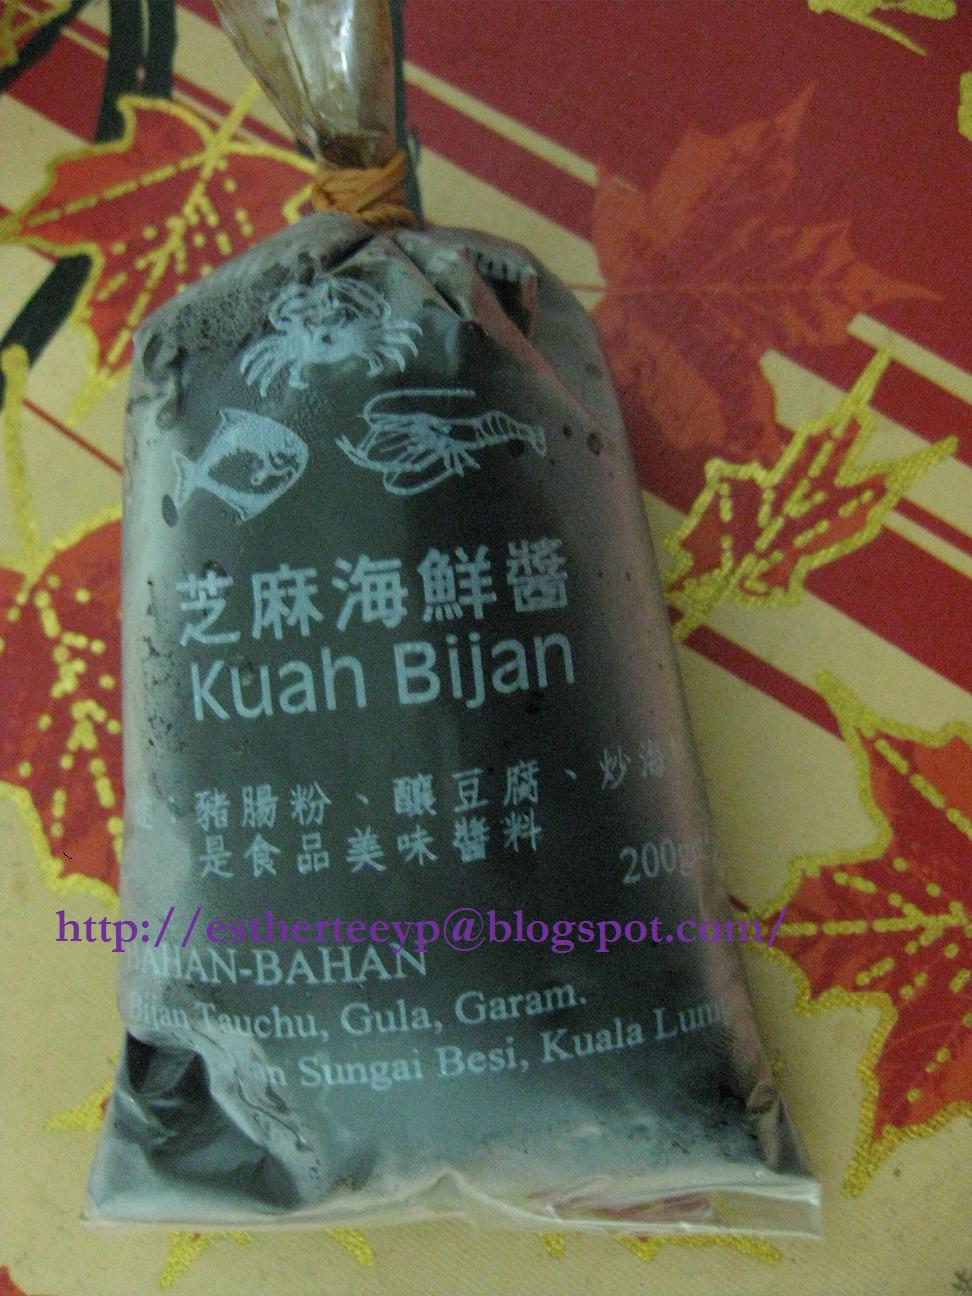 芝麻海鮮醬
Kuah Bijan
豬腸粉、釀豆腐、炒海
是食品美味醬料
200g
http://estherteeyp@blogspot.com/
BAHAN-BAHAN
Bijan Tauchu, Gula, Garam.
Sungai Besi, Kuala